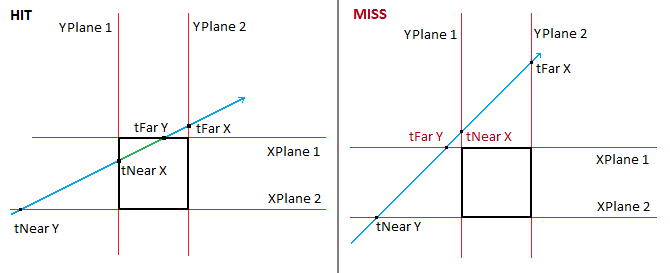 HIT
YPlane 1
YPlane 2
tFar Y
tFar X
XPlane 1
tNear X
XPlane 2
tNear Y
MISS
YPlane 1
YPlane 2
tFar X
tFar Y
tNear X
XPlane 1
XPlane 2
tNear Y